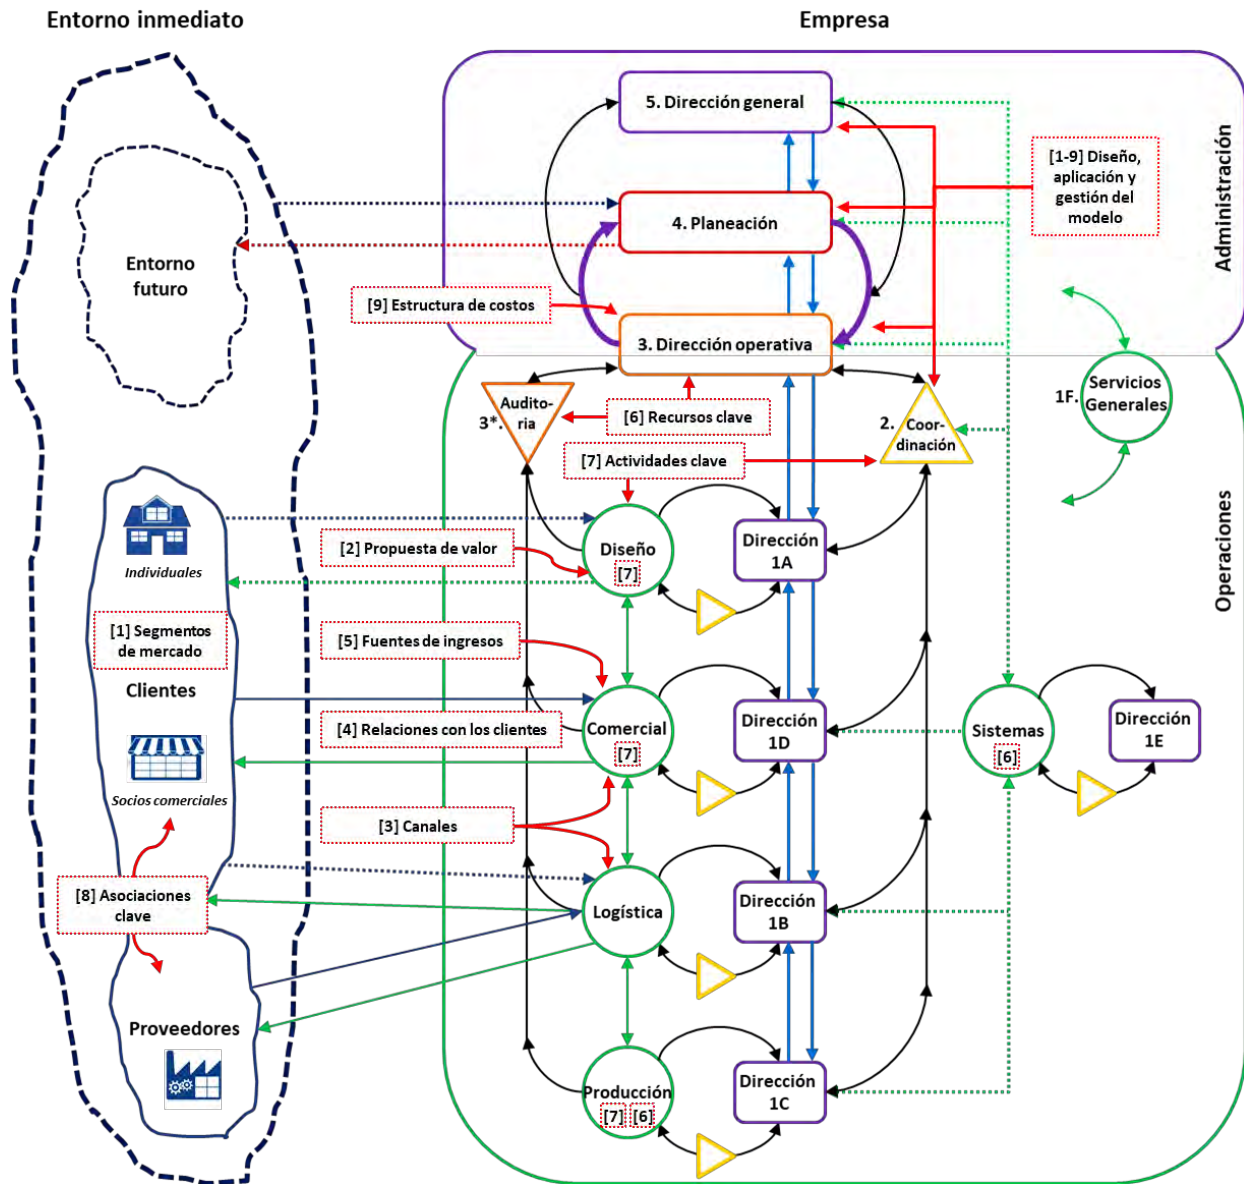 Entorno inmediato
Empresa
5. Dirección general
[1-9] Diseño,
aplicación y
gestión del
modelo
Administración
4. Planeación
Entorno
futuro
[9] Estructura de costos
3. Dirección operativa
Servicios
Generales
1F.
Audito-
ria
3*.
[6] Recursos clave
2.
Coor-
dinación
[7] Actividades clave
Operaciones
Individuales
[2] Propuesta de valor
Diseño
[7]
Dirección
1A
[1] Segmentos
de mercado
[5] Fuentes de ingresos
Clientes
[4] Relaciones con los clientes
Comercial
[7]
Dirección
1D
Sistemas
[6]
Dirección
1E
Socios comerciales
[3] Canales
[8] Asociaciones
clave
Logística
Dirección
1B
Proveedores
Producción
[7] [6]
Dirección
1C